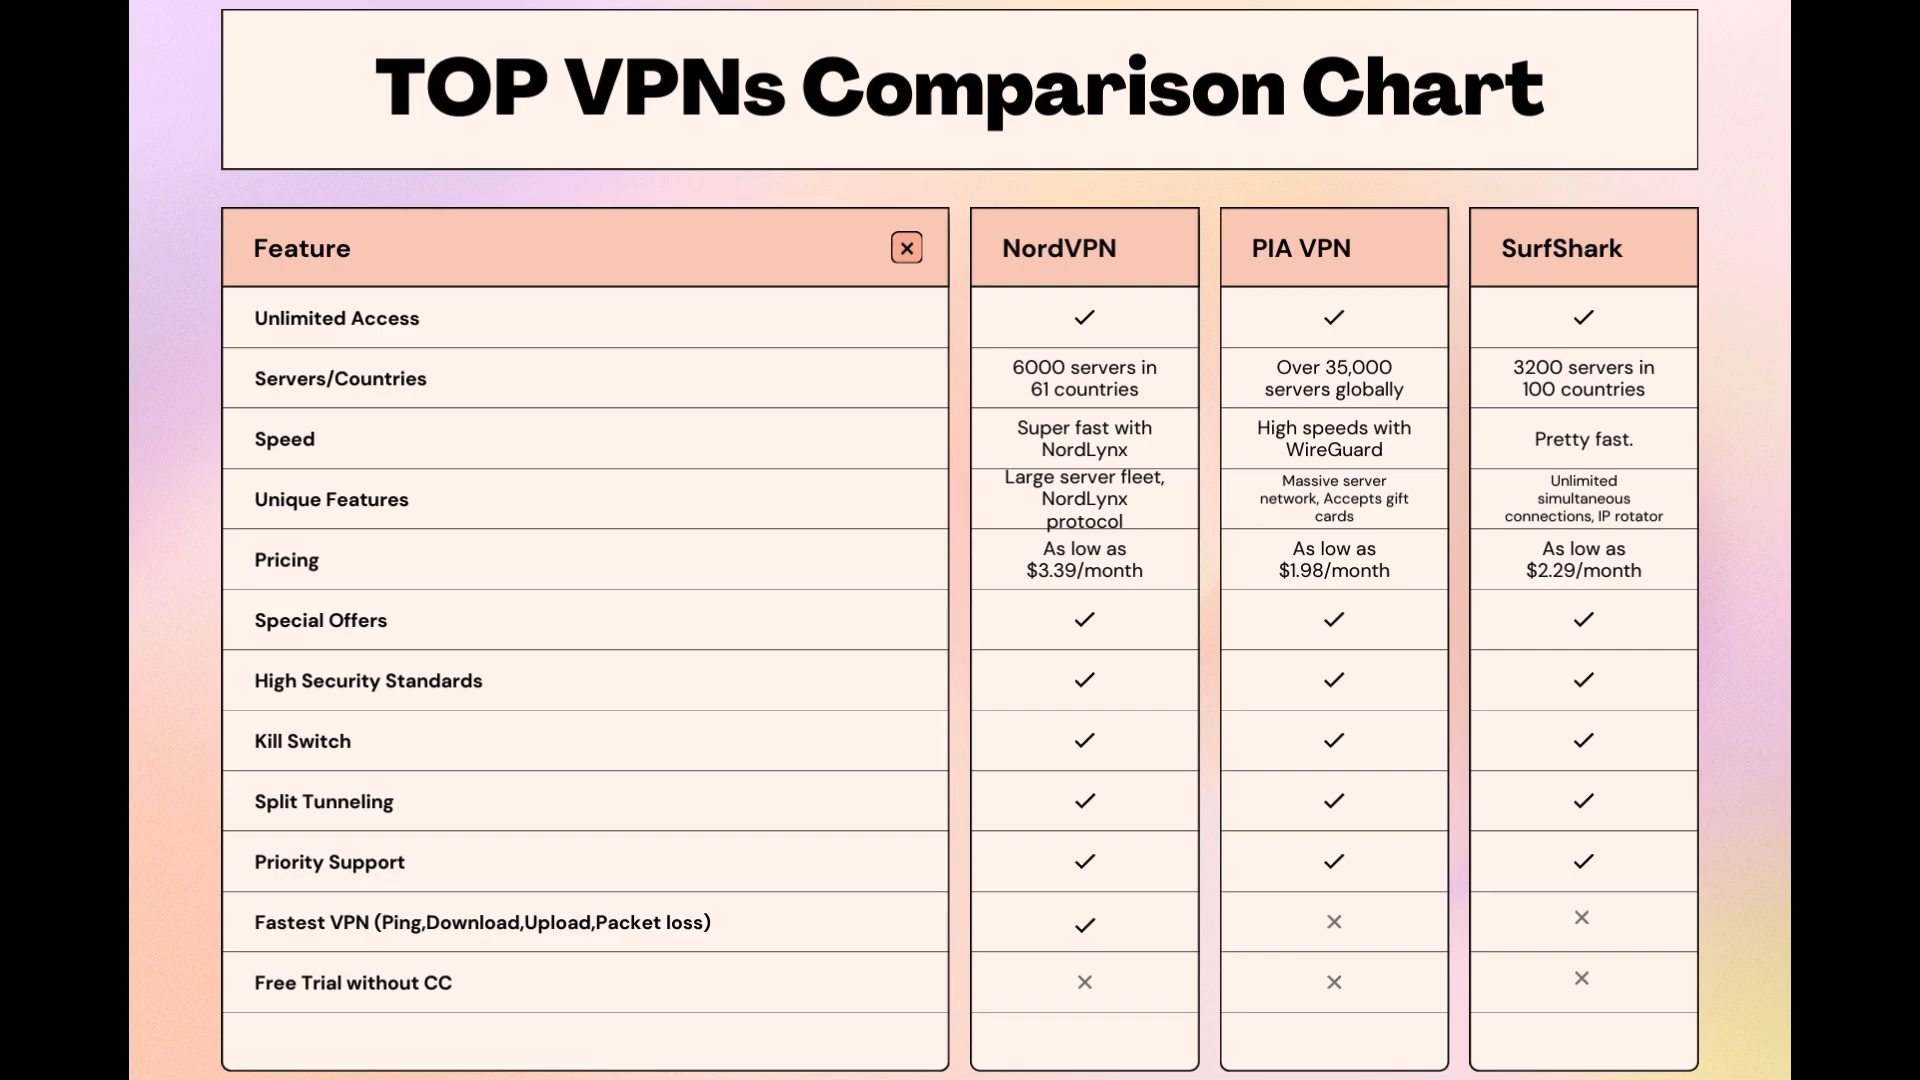 TOP VPNs Comparison Chart
Feature NordVPN PIA VPN SurfShark
Unlimited Access
Servers/Countries
6000 servers in
61 countries
Over 35,000
servers globally
3200 servers in
100 countries
Speed
Super fast with
NordLynx
High speeds with
WireGuard
Pretty fast.
Unique Features
Large server fleet,
NordLynx
protocol
Massive server
network, Accepts gift
cards
Unlimited
simultaneous
connections, IP rotator
Pricing
As low as
$3.39/month
As low as
$1.98/month
As low as
$2.29/month
Special Offers
High Security Standards
Kill Switch
Split Tunneling
Priority Support
Fastest VPN (Ping,Download,Upload,Packet loss)
Free Trial without CC